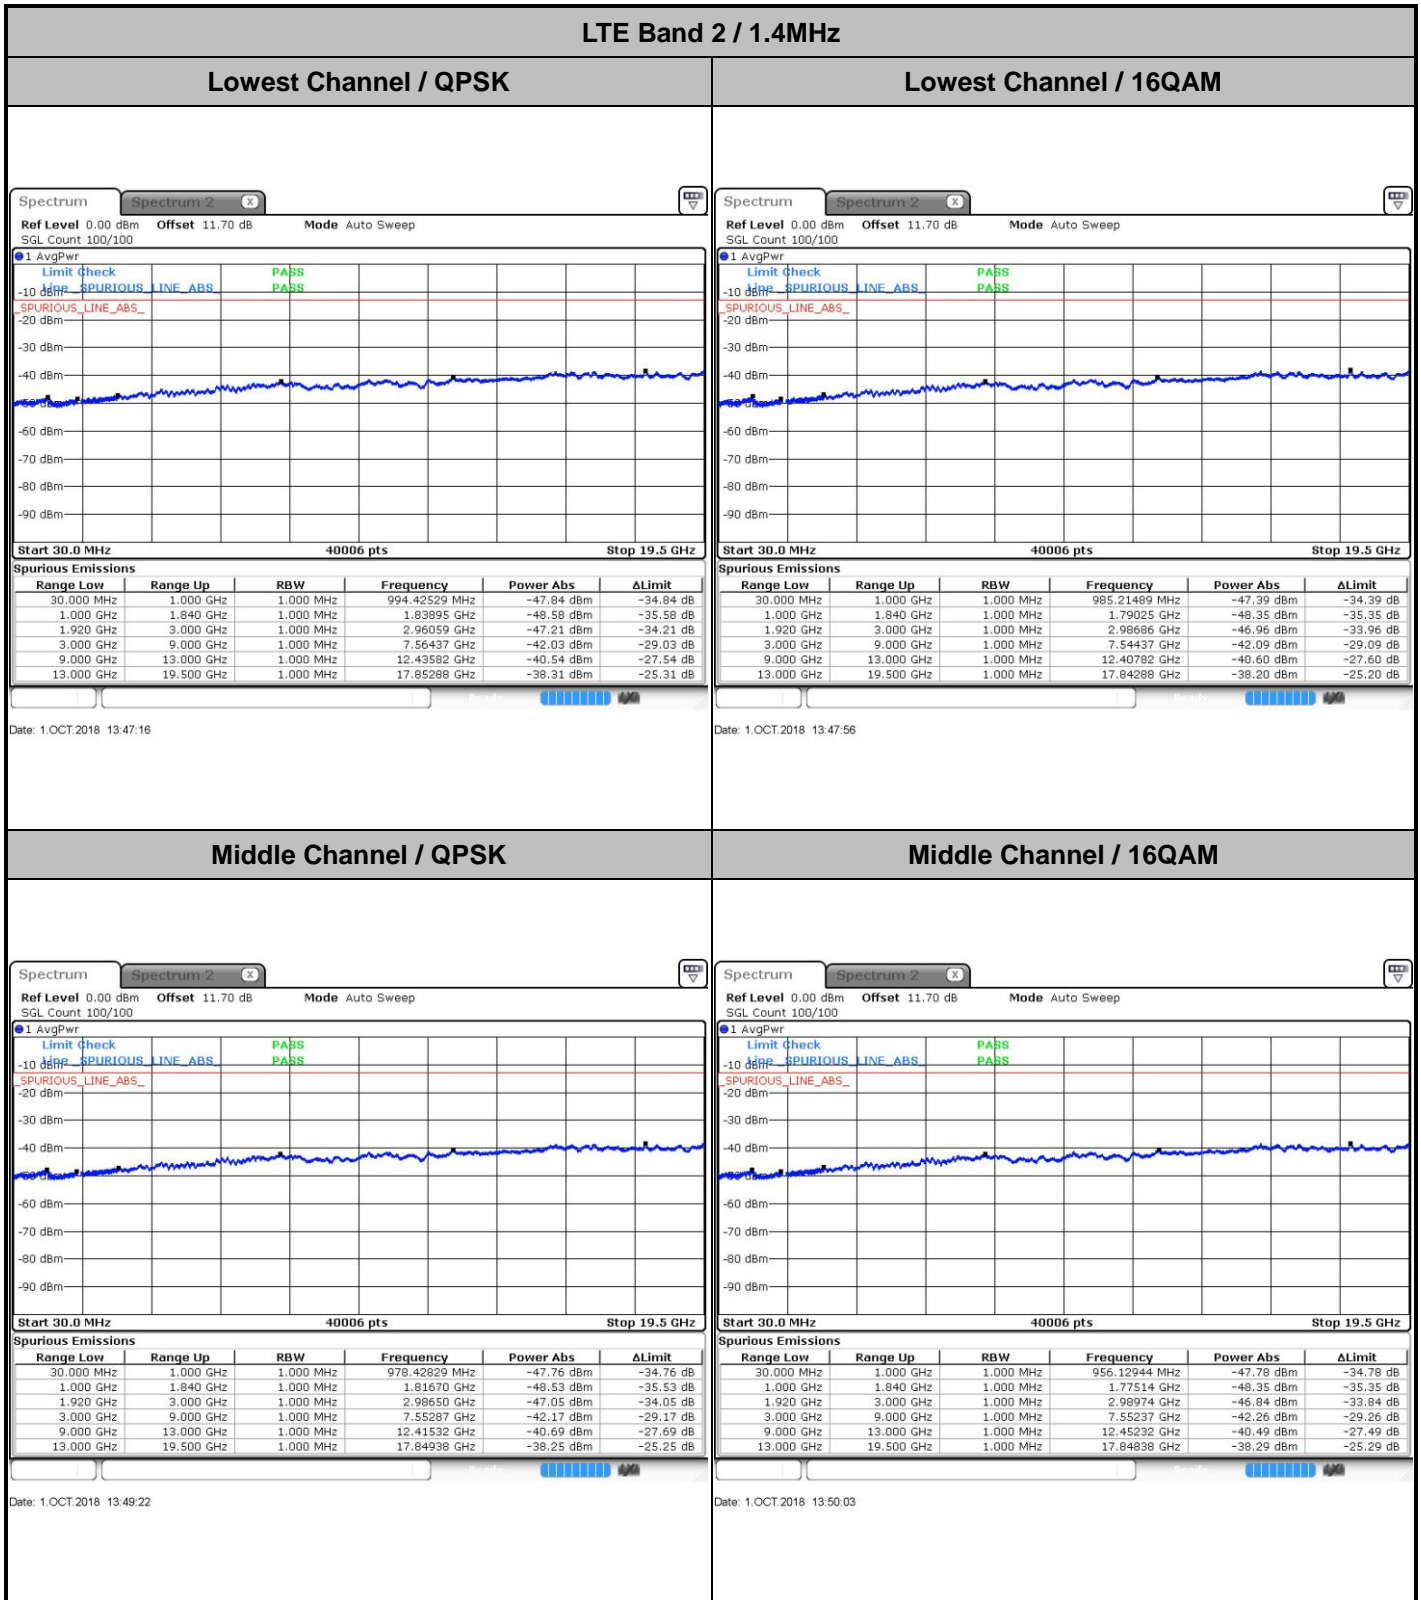 LTE Band 2 / 1.4MHz
Lowest Channel / QPSK
Spectrum Spectrum 2 X
Ref Level 0.00 dBm Offset 11.70 dB Mode Auto Sweep
SGL Count 100/100
1 AvgPwr
Limit Check PASS
-10 dBm Line _SPURIOUS_LINE_ABS_ PASS
_SPURIOUS_LINE_ABS_
-20 dBm
-30 dBm
-40 dBm
-60 dBm
-70 dBm
-80 dBm
-90 dBm
Start 30.0 MHz 40006 pts Stop 19.5 GHz
Spurious Emissions
Range Low Range Up RBW Frequency Power Abs ΔLimit
30.000 MHz 1.000 GHz 1.000 MHz 994.42529 MHz -47.84 dBm -34.84 dB
1.000 GHz 1.840 GHz 1.000 MHz 1.83895 GHz -48.58 dBm -35.58 dB
1.920 GHz 3.000 GHz 1.000 MHz 2.96059 GHz -47.21 dBm -34.21 dB
3.000 GHz 9.000 GHz 1.000 MHz 7.56437 GHz -42.03 dBm -29.03 dB
9.000 GHz 13.000 GHz 1.000 MHz 12.43582 GHz -40.54 dBm -27.54 dB
13.000 GHz 19.500 GHz 1.000 MHz 17.85288 GHz -38.31 dBm -25.31 dB
Date: 1.OCT.2018 13:47:16
Lowest Channel / 16QAM
Spectrum Spectrum 2 X
Ref Level 0.00 dBm Offset 11.70 dB Mode Auto Sweep
SGL Count 100/100
1 AvgPwr
Limit Check PASS
-10 dBm Line _SPURIOUS_LINE_ABS_ PASS
_SPURIOUS_LINE_ABS_
-20 dBm
-30 dBm
-40 dBm
-60 dBm
-70 dBm
-80 dBm
-90 dBm
Start 30.0 MHz 40006 pts Stop 19.5 GHz
Spurious Emissions
Range Low Range Up RBW Frequency Power Abs ΔLimit
30.000 MHz 1.000 GHz 1.000 MHz 985.21489 MHz -47.39 dBm -34.39 dB
1.000 GHz 1.840 GHz 1.000 MHz 1.79025 GHz -48.35 dBm -35.35 dB
1.920 GHz 3.000 GHz 1.000 MHz 2.98686 GHz -46.96 dBm -33.96 dB
3.000 GHz 9.000 GHz 1.000 MHz 7.54437 GHz -42.09 dBm -29.09 dB
9.000 GHz 13.000 GHz 1.000 MHz 12.40782 GHz -40.60 dBm -27.60 dB
13.000 GHz 19.500 GHz 1.000 MHz 17.84288 GHz -38.20 dBm -25.20 dB
Date: 1.OCT.2018 13:47:56
Middle Channel / QPSK
Spectrum Spectrum 2 X
Ref Level 0.00 dBm Offset 11.70 dB Mode Auto Sweep
SGL Count 100/100
1 AvgPwr
Limit Check PASS
-10 dBm Line _SPURIOUS_LINE_ABS_ PASS
_SPURIOUS_LINE_ABS_
-20 dBm
-30 dBm
-40 dBm
-60 dBm
-70 dBm
-80 dBm
-90 dBm
Start 30.0 MHz 40006 pts Stop 19.5 GHz
Spurious Emissions
Range Low Range Up RBW Frequency Power Abs ΔLimit
30.000 MHz 1.000 GHz 1.000 MHz 978.42829 MHz -47.76 dBm -34.76 dB
1.000 GHz 1.840 GHz 1.000 MHz 1.81670 GHz -48.53 dBm -35.53 dB
1.920 GHz 3.000 GHz 1.000 MHz 2.98650 GHz -47.05 dBm -34.05 dB
3.000 GHz 9.000 GHz 1.000 MHz 7.55287 GHz -42.17 dBm -29.17 dB
9.000 GHz 13.000 GHz 1.000 MHz 12.41532 GHz -40.69 dBm -27.69 dB
13.000 GHz 19.500 GHz 1.000 MHz 17.84938 GHz -38.25 dBm -25.25 dB
Date: 1.OCT.2018 13:49:22
Middle Channel / 16QAM
Spectrum Spectrum 2 X
Ref Level 0.00 dBm Offset 11.70 dB Mode Auto Sweep
SGL Count 100/100
1 AvgPwr
Limit Check PASS
-10 dBm Line _SPURIOUS_LINE_ABS_ PASS
_SPURIOUS_LINE_ABS_
-20 dBm
-30 dBm
-40 dBm
-60 dBm
-70 dBm
-80 dBm
-90 dBm
Start 30.0 MHz 40006 pts Stop 19.5 GHz
Spurious Emissions
Range Low Range Up RBW Frequency Power Abs ΔLimit
30.000 MHz 1.000 GHz 1.000 MHz 956.12944 MHz -47.78 dBm -34.78 dB
1.000 GHz 1.840 GHz 1.000 MHz 1.77514 GHz -48.35 dBm -35.35 dB
1.920 GHz 3.000 GHz 1.000 MHz 2.98974 GHz -46.84 dBm -33.84 dB
3.000 GHz 9.000 GHz 1.000 MHz 7.55237 GHz -42.26 dBm -29.26 dB
9.000 GHz 13.000 GHz 1.000 MHz 12.45232 GHz -40.49 dBm -27.49 dB
13.000 GHz 19.500 GHz 1.000 MHz 17.84838 GHz -38.29 dBm -25.29 dB
Date: 1.OCT.2018 13:50:03